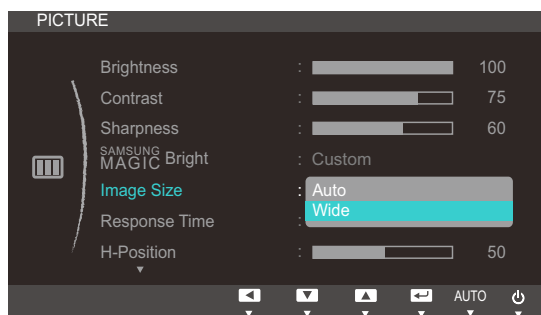 PICTURE
Brightness : 100
Contrast : 75
Sharpness : 60
SAMSUNG
MAGIC Bright : Custom
Image Size : Auto
Wide
Response Time :
H-Position : 50
AUTO